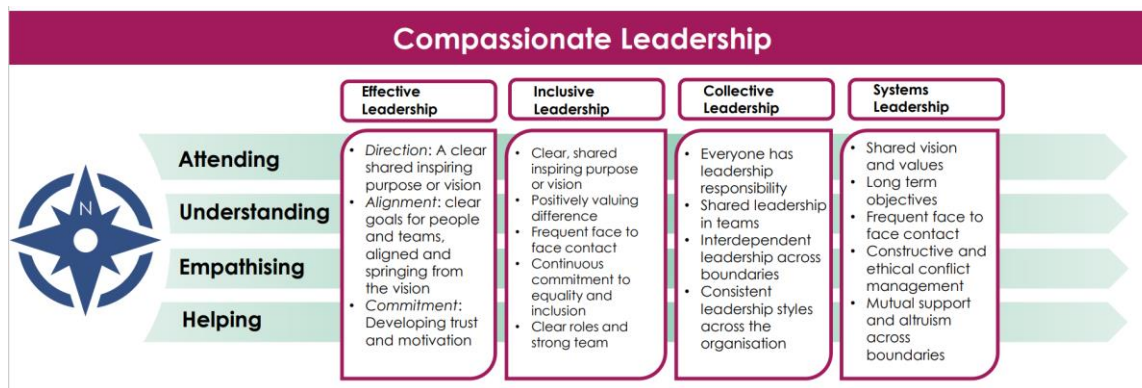 Compassionate Leadership
Effective
Leadership
Inclusive
Leadership
Collective
Leadership
Systems
Leadership
N
Attending
Understanding
Empathising
Helping
• Direction: A clear
shared inspiring
purpose or vision
• Alignment: clear
goals for people
and teams,
aligned and
springing from
the vision
• Commitment:
Developing trust
and motivation
• Clear, shared
inspiring purpose
or vision
• Positively valuing
difference
• Frequent face to
face contact
• Continuous
commitment to
equality and
inclusion
• Clear roles and
strong team
• Everyone has
leadership
responsibility
• Shared leadership
in teams
• Interdependent
leadership across
boundaries
• Consistent
leadership styles
across the
organisation
• Shared vision
and values
• Long term
objectives
• Frequent face to
face contact
• Constructive and
ethical conflict
management
• Mutual support
and altruism
across
boundaries